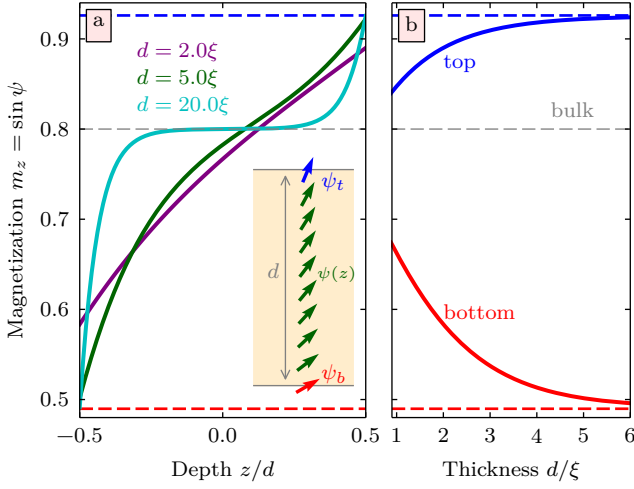 a
d = 2.0ξ
d = 5.0ξ
d = 20.0ξ
ψ_t
d
ψ(z)
ψ_b
0.9
0.8
0.7
0.6
0.5
−0.5
0.0
0.5
Magnetization m_z = sin ψ
Depth z/d
b
top
bulk
bottom
1
2
3
4
5
6
Thickness d/ξ